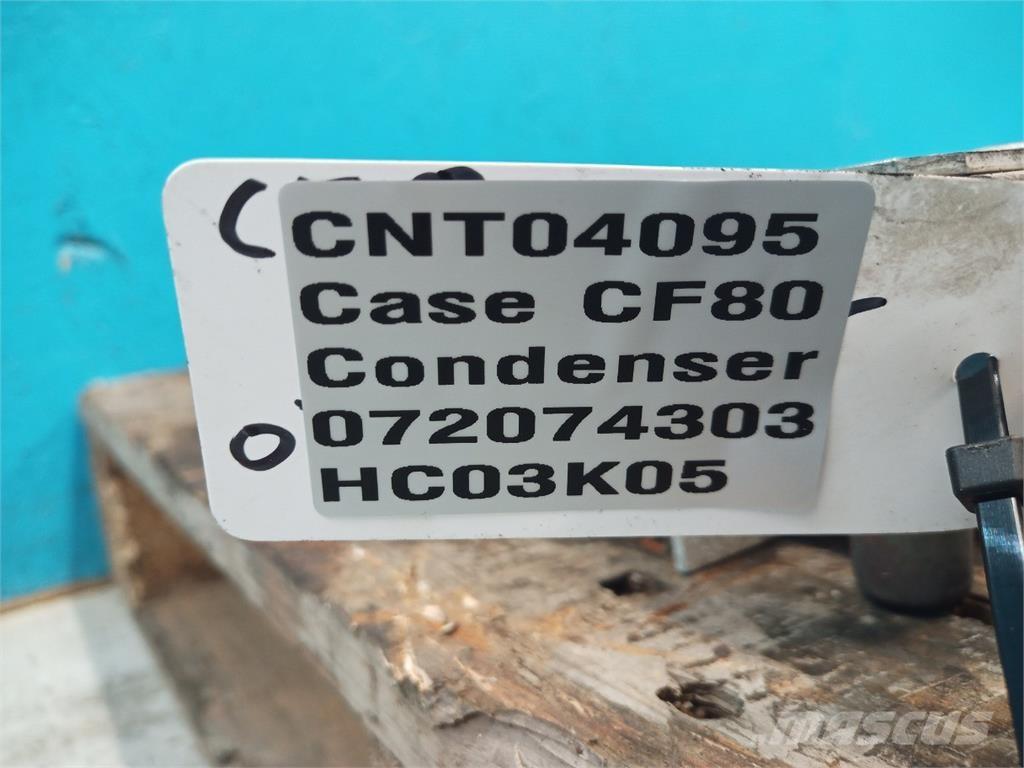 CNT04095
Case CF80
Condenser
072074303
HC03K05
mascus